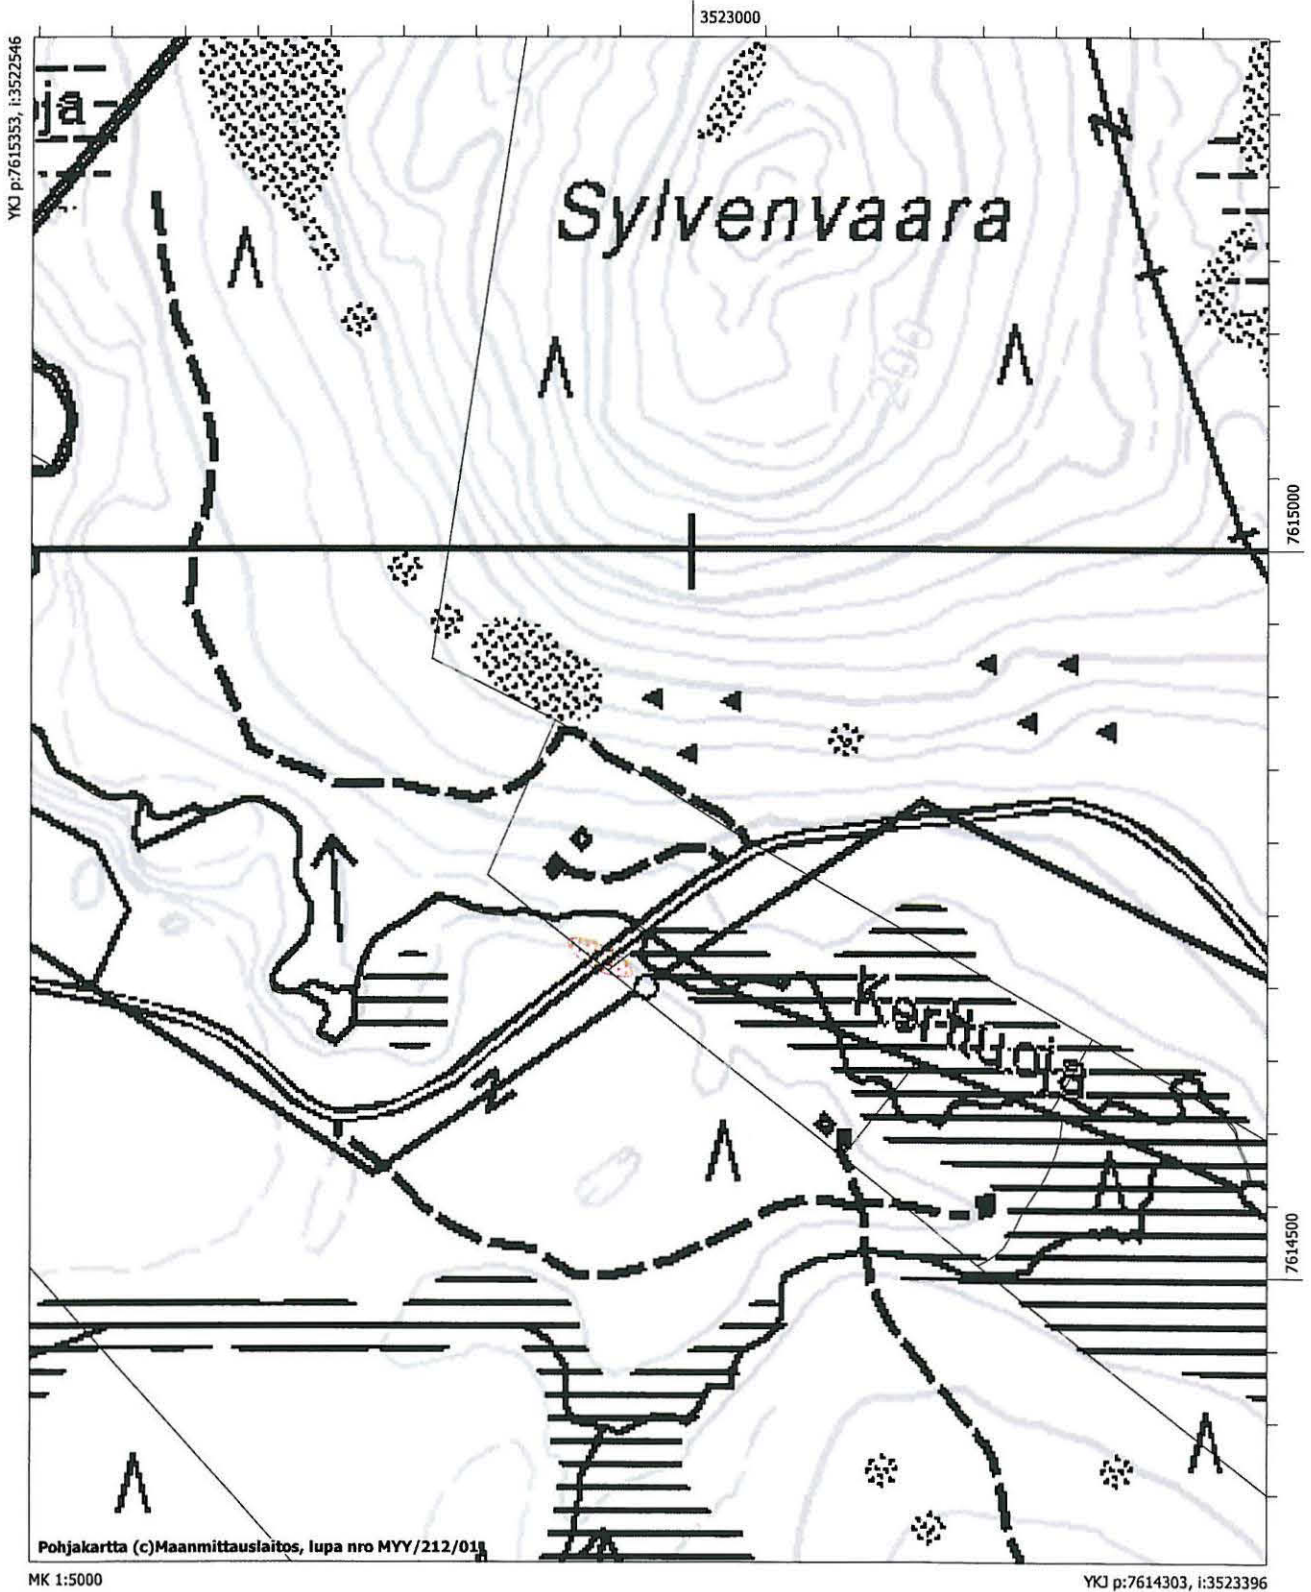 3523000
YKJ p:7615353, i:3522546
ja
Sylvenvaara
200
7615000
7614500
Pohjakartta (c)Maanmittauslaitos, lupa nro MYY/212/01
MK 1:5000
YKJ p:7614303, i:3523396